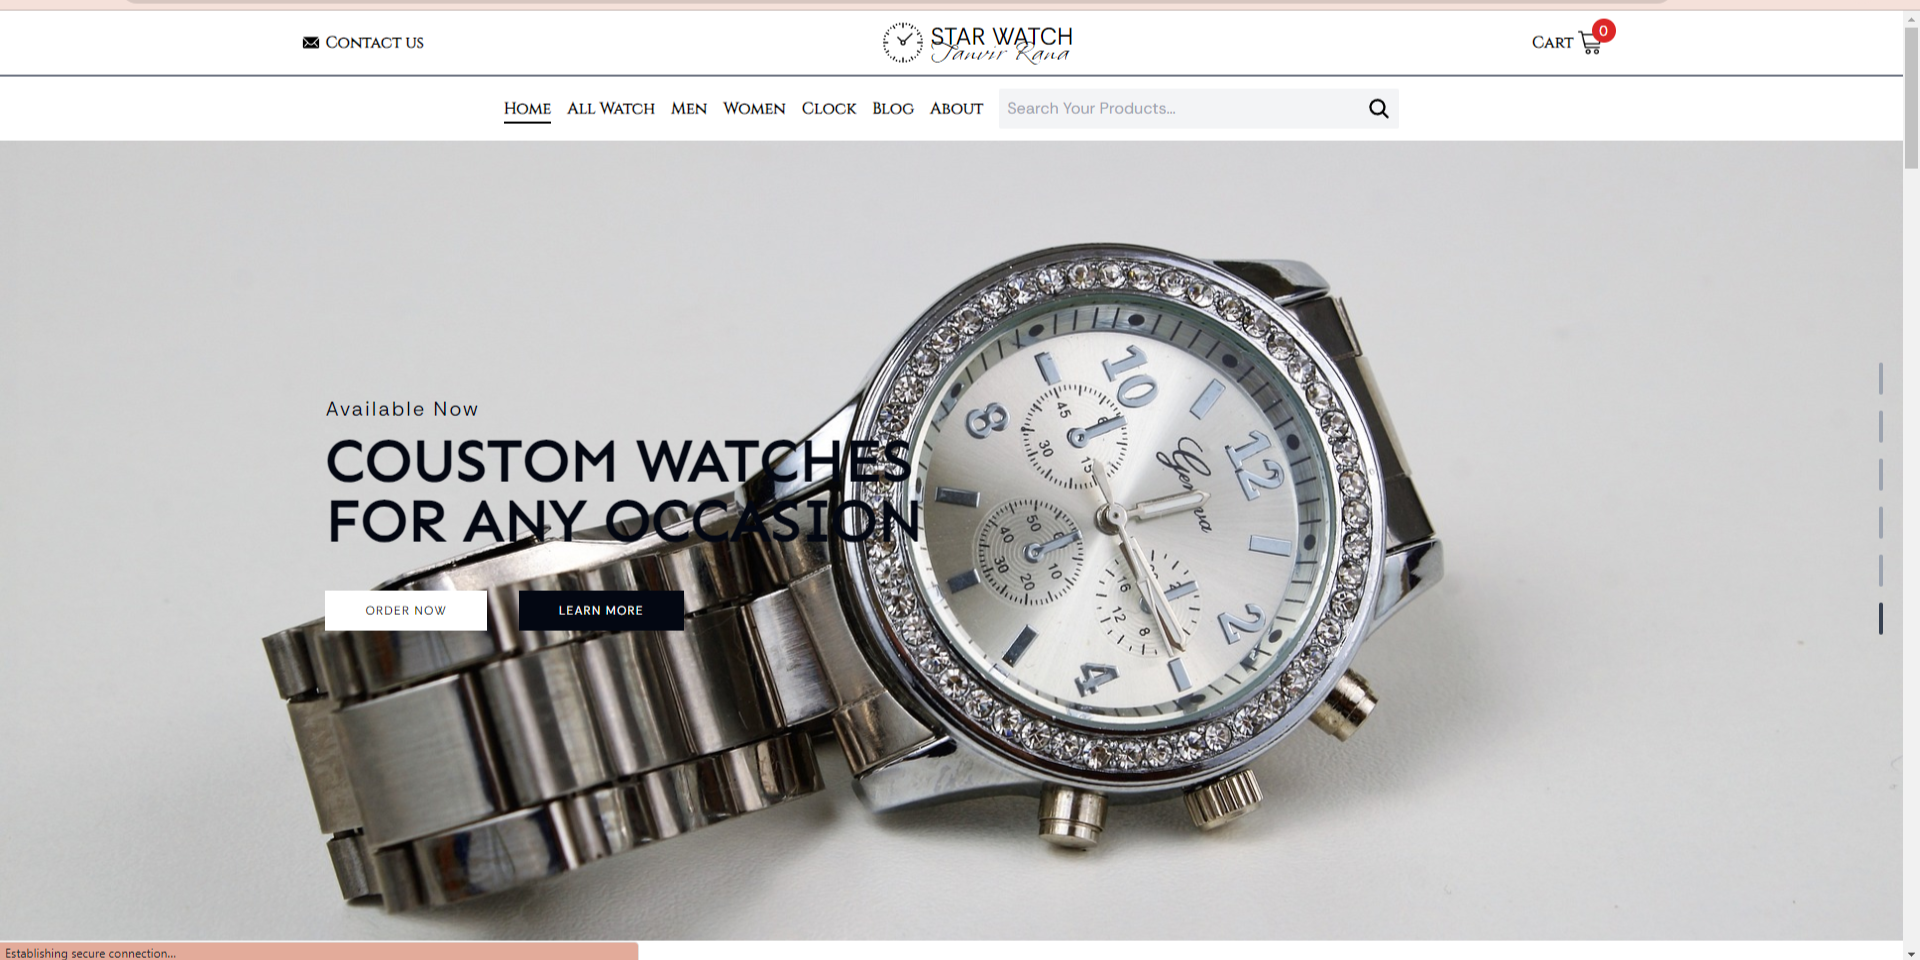 Contact us
STAR WATCH
Tanvir Rana
Cart
0
Home
All Watch
Men
Women
Clock
Blog
About
Search Your Products...
Available Now
COUSTOM WATCHES
FOR ANY OCCASION
ORDER NOW
LEARN MORE
8
10
12
2
4
Geneva
45
30
15
50
40
30
20
10
16
12
8
Establishing secure connection...